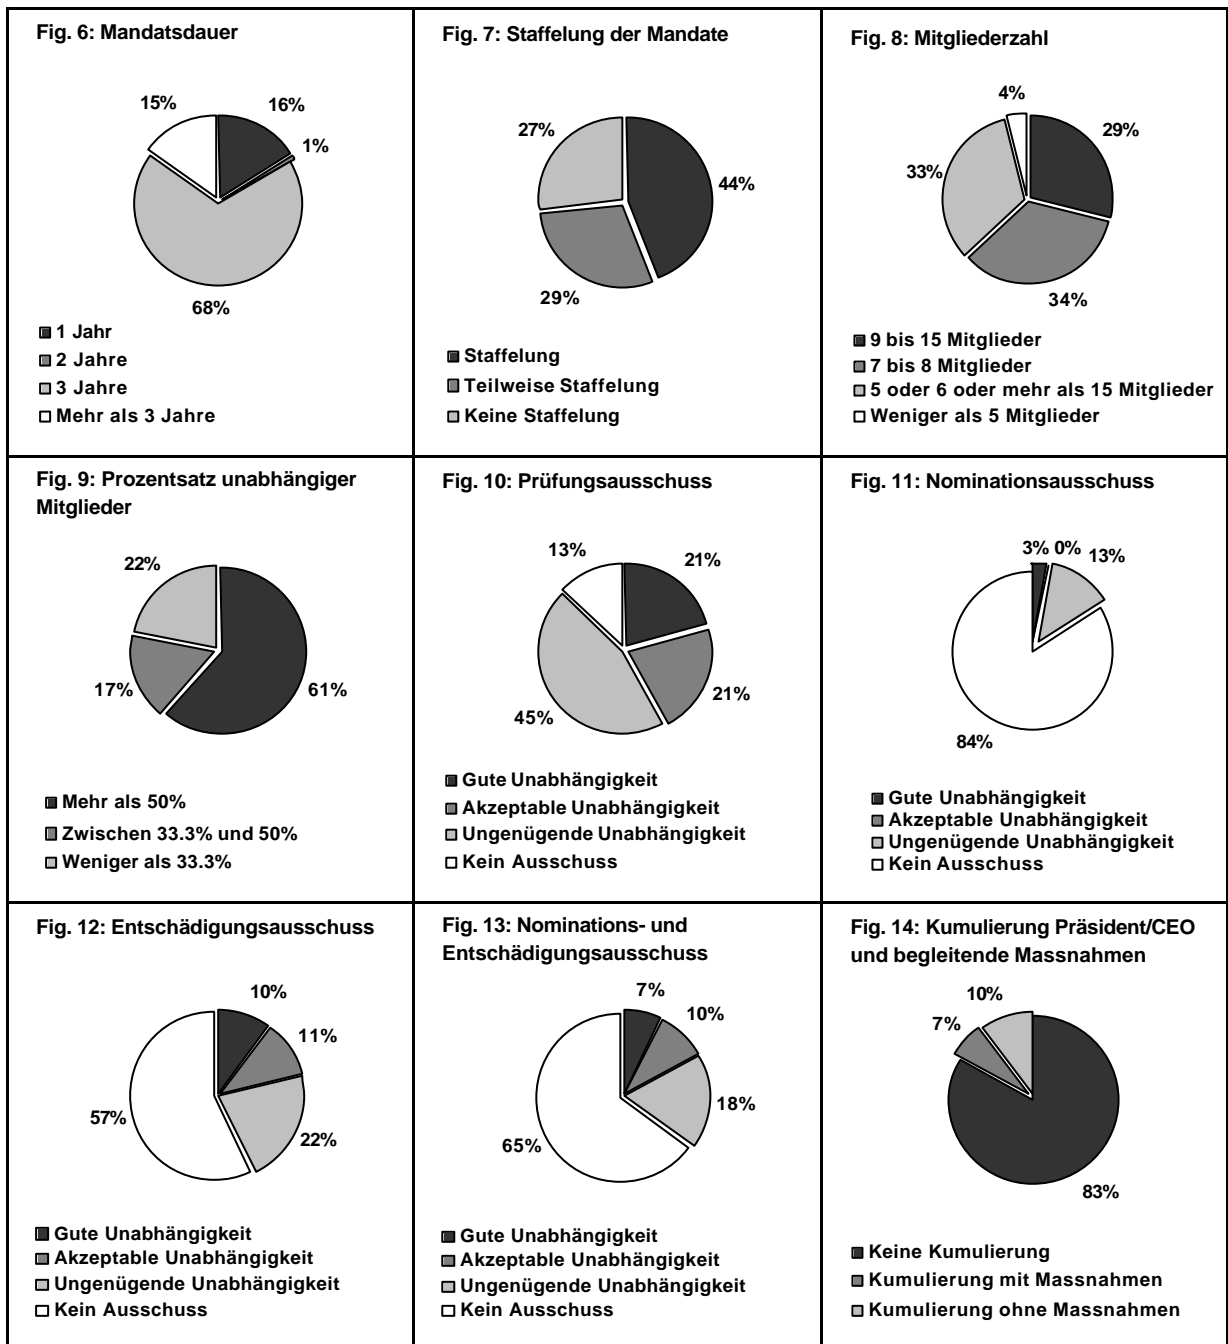 Fig. 6: Mandatsdauer
15%
16%
1%
68%
1 Jahr
2 Jahre
3 Jahre
Mehr als 3 Jahre
Fig. 7: Staffelung der Mandate
27%
44%
29%
Staffelung
Teilweise Staffelung
Keine Staffelung
Fig. 8: Mitgliederzahl
4%
29%
33%
34%
9 bis 15 Mitglieder
7 bis 8 Mitglieder
5 oder 6 oder mehr als 15 Mitglieder
Weniger als 5 Mitglieder
Fig. 9: Prozentsatz unabhängiger
Mitglieder
22%
17%
61%
Mehr als 50%
Zwischen 33.3% und 50%
Weniger als 33.3%
Fig. 10: Prüfungsausschuss
13%
21%
21%
45%
Gute Unabhängigkeit
Akzeptable Unabhängigkeit
Ungenügende Unabhängigkeit
Kein Ausschuss
Fig. 11: Nominationsausschuss
3% 0%
13%
84%
Gute Unabhängigkeit
Akzeptable Unabhängigkeit
Ungenügende Unabhängigkeit
Kein Ausschuss
Fig. 12: Entschädigungsausschuss
10%
11%
57%
22%
Gute Unabhängigkeit
Akzeptable Unabhängigkeit
Ungenügende Unabhängigkeit
Kein Ausschuss
Fig. 13: Nominations- und
Entschädigungsausschuss
7%
10%
18%
65%
Gute Unabhängigkeit
Akzeptable Unabhängigkeit
Ungenügende Unabhängigkeit
Kein Ausschuss
Fig. 14: Kumulierung Präsident/CEO
und begleitende Massnahmen
10%
7%
83%
Keine Kumulierung
Kumulierung mit Massnahmen
Kumulierung ohne Massnahmen